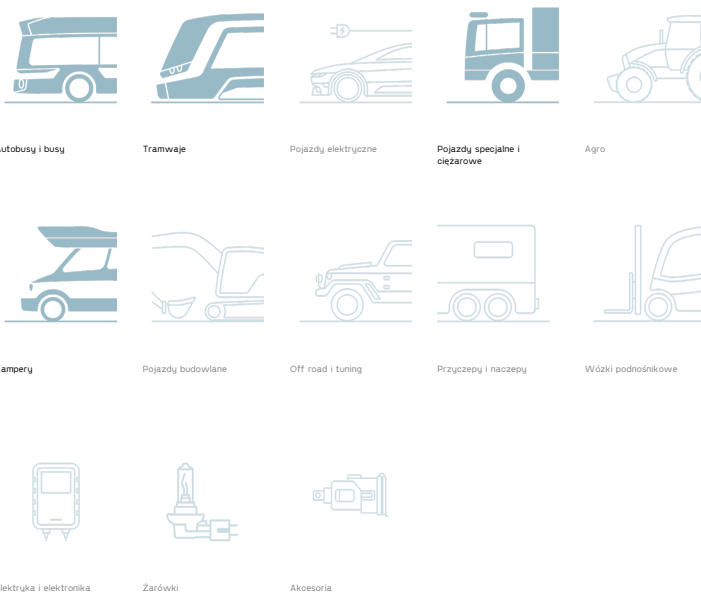 utobusy i busy
Tramwaje
Pojazdy elektryczne
Pojazdy specjalne i
ciężarowe
Agro
ampery
Pojazdy budowlane
Off road i tuning
Przyczepy i naczepy
Wózki podnośnikowe
lektryka i elektronika
Żarówki
Akcesoria